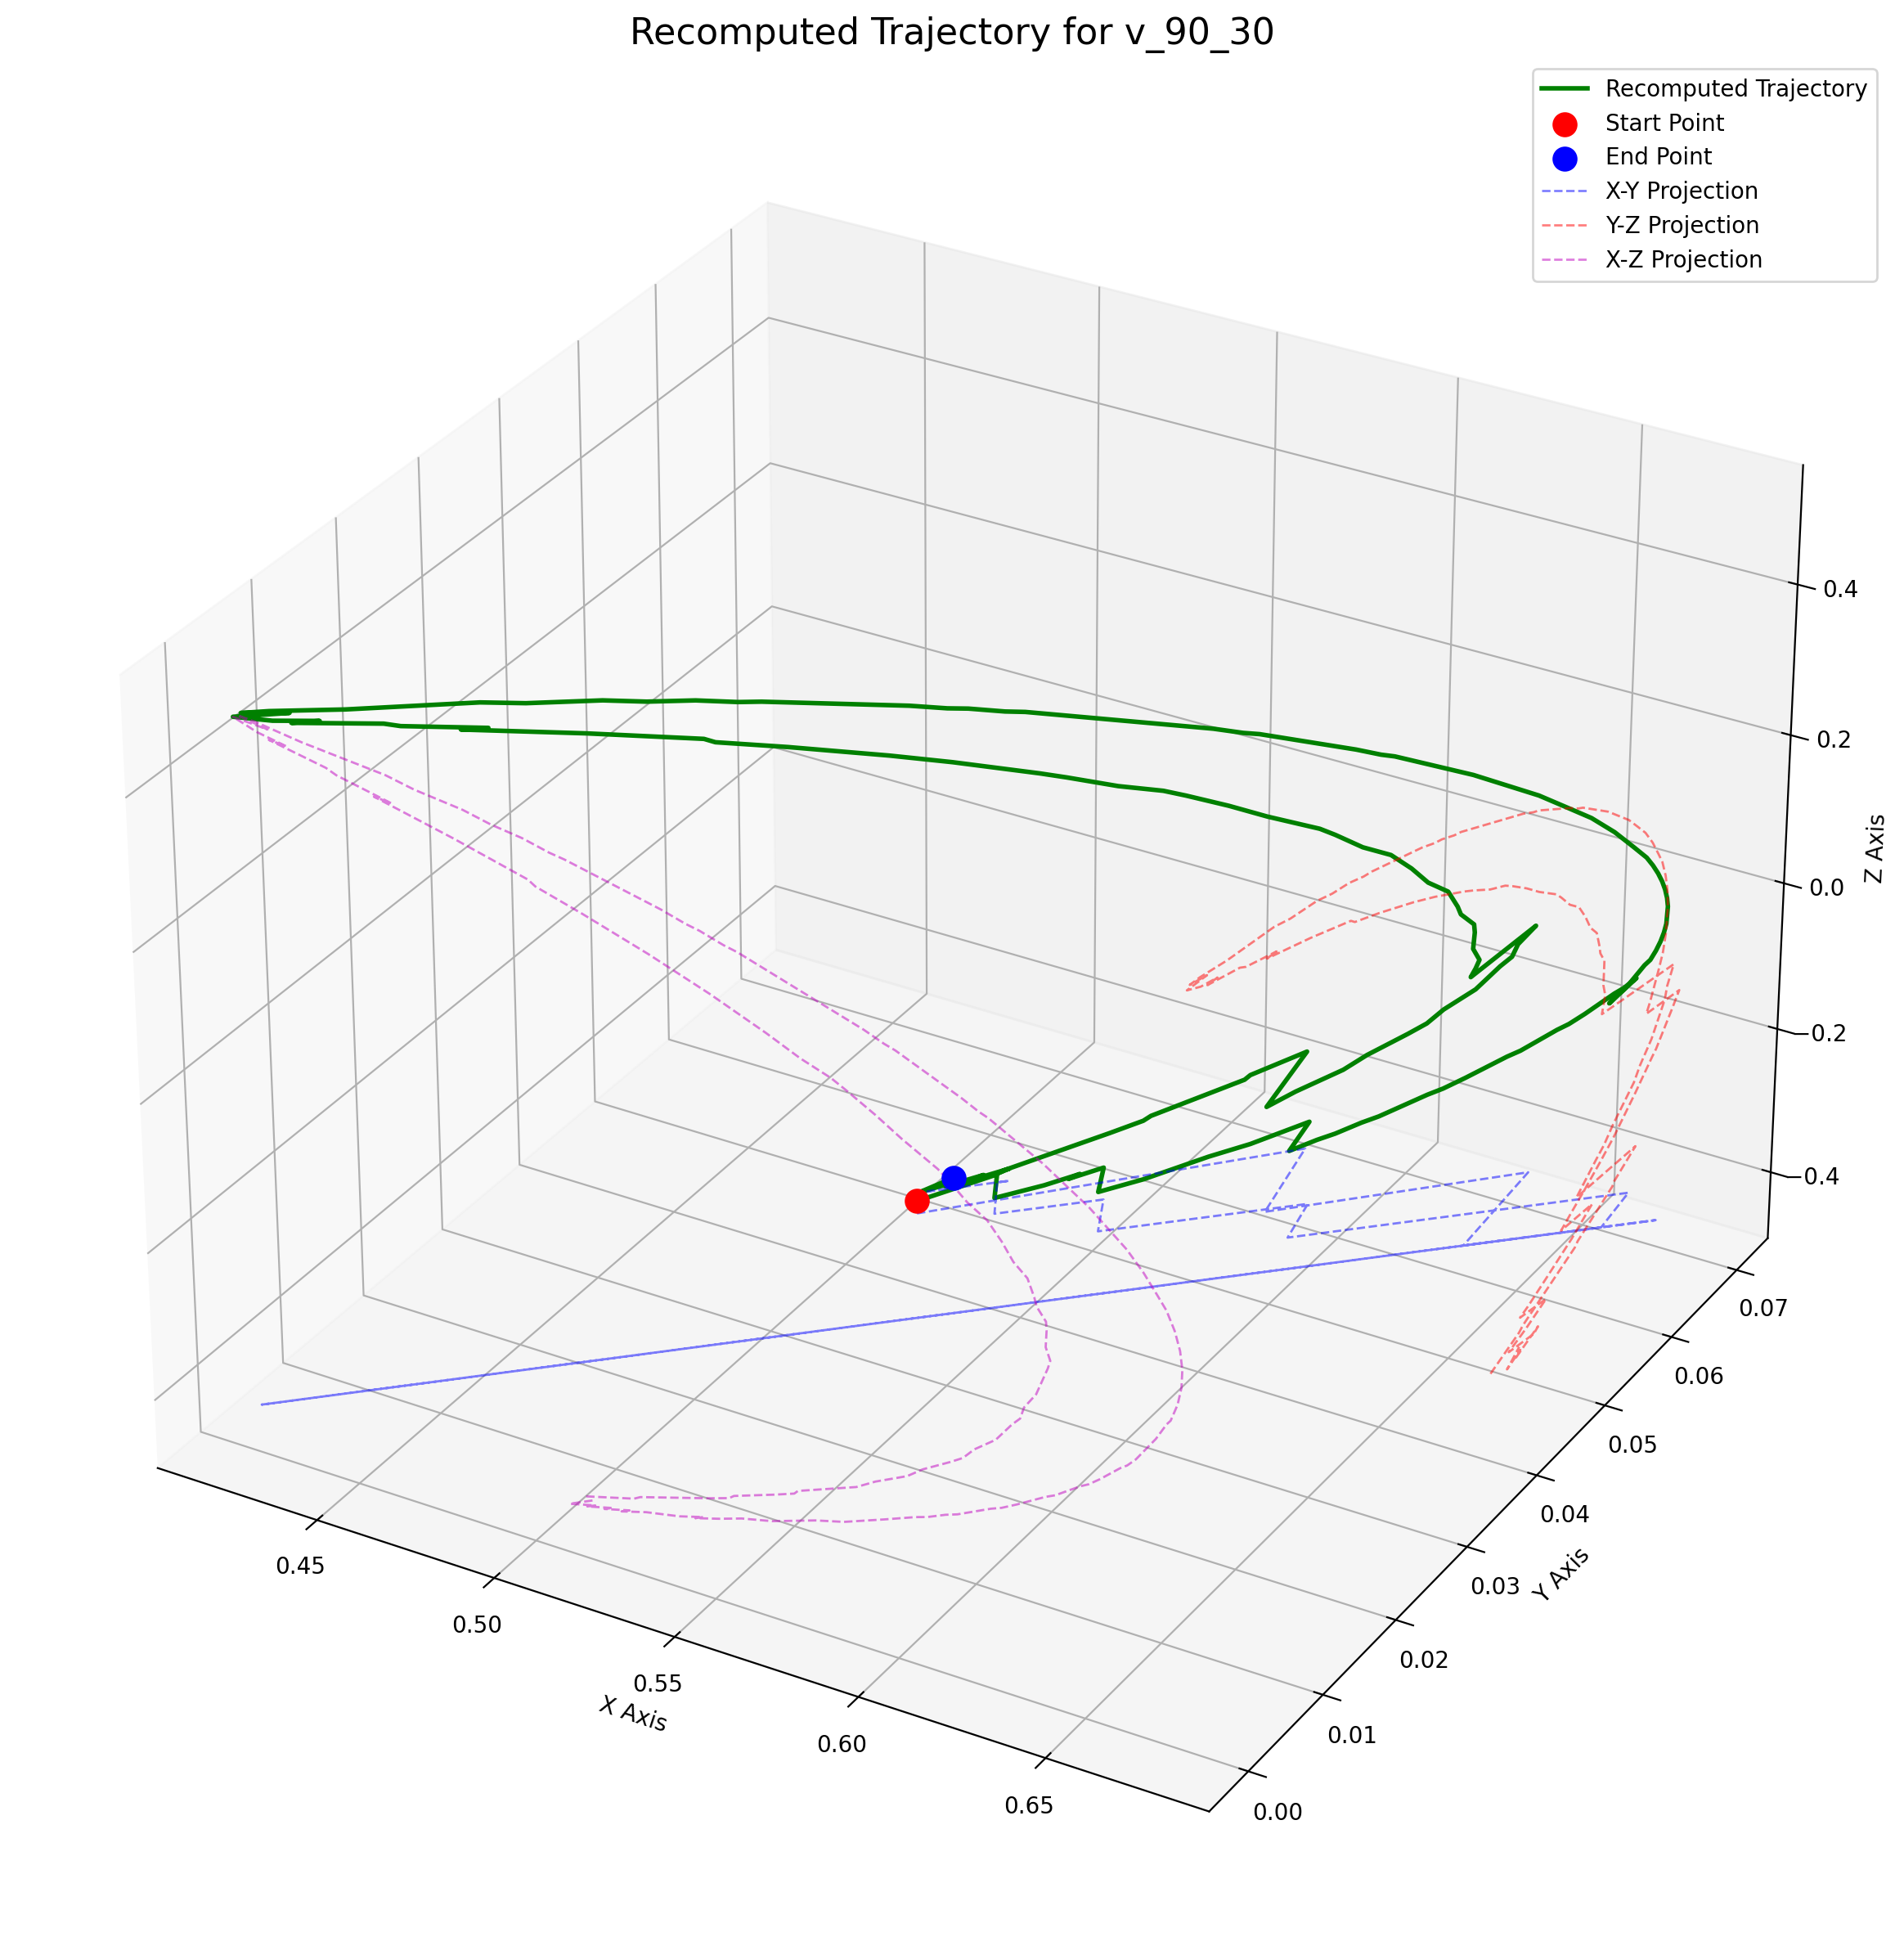 Recomputed Trajectory for v_90_30
Recomputed Trajectory
Start Point
End Point
X-Y Projection
Y-Z Projection
X-Z Projection
0.4
0.2
0.0
−0.2
−0.4
Z Axis
0.07
0.06
0.05
0.04
0.03
0.02
0.01
0.00
Y Axis
0.45
0.50
0.55
0.60
0.65
X Axis